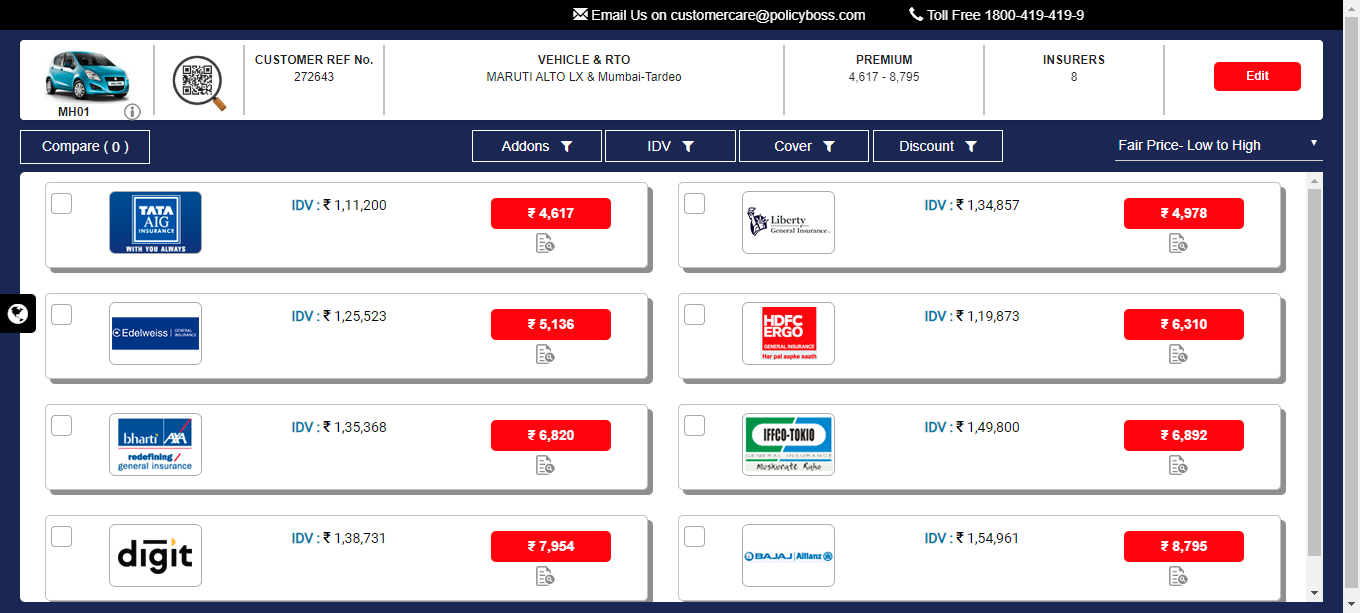 Email Us on customercare@policyboss.com
Toll Free 1800-419-419-9
MH01
CUSTOMER REF No.
272643
VEHICLE & RTO
MARUTI ALTO LX & Mumbai-Tardeo
PREMIUM
4,617 - 8,795
INSURERS
8
Edit
Compare ( 0 )
Addons
IDV
Cover
Discount
Fair Price- Low to High
TATA
AIG
INSURANCE
WITH YOU ALWAYS
IDV : ₹ 1,11,200
₹ 4,617
Liberty
General Insurance
IDV : ₹ 1,34,857
₹ 4,978
Edelweiss | GENERAL
INSURANCE
IDV : ₹ 1,25,523
₹ 5,136
HDFC
ERGO
GENERAL INSURANCE
Har pal aapke saath
IDV : ₹ 1,19,873
₹ 6,310
bharti AXA
redefining /
general insurance
IDV : ₹ 1,35,368
₹ 6,820
IFFCO-TOKIO
GENERAL INSURANCE
Muskurate Raho
IDV : ₹ 1,49,800
₹ 6,892
digit
IDV : ₹ 1,38,731
₹ 7,954
BAJAJ | Allianz
IDV : ₹ 1,54,961
₹ 8,795